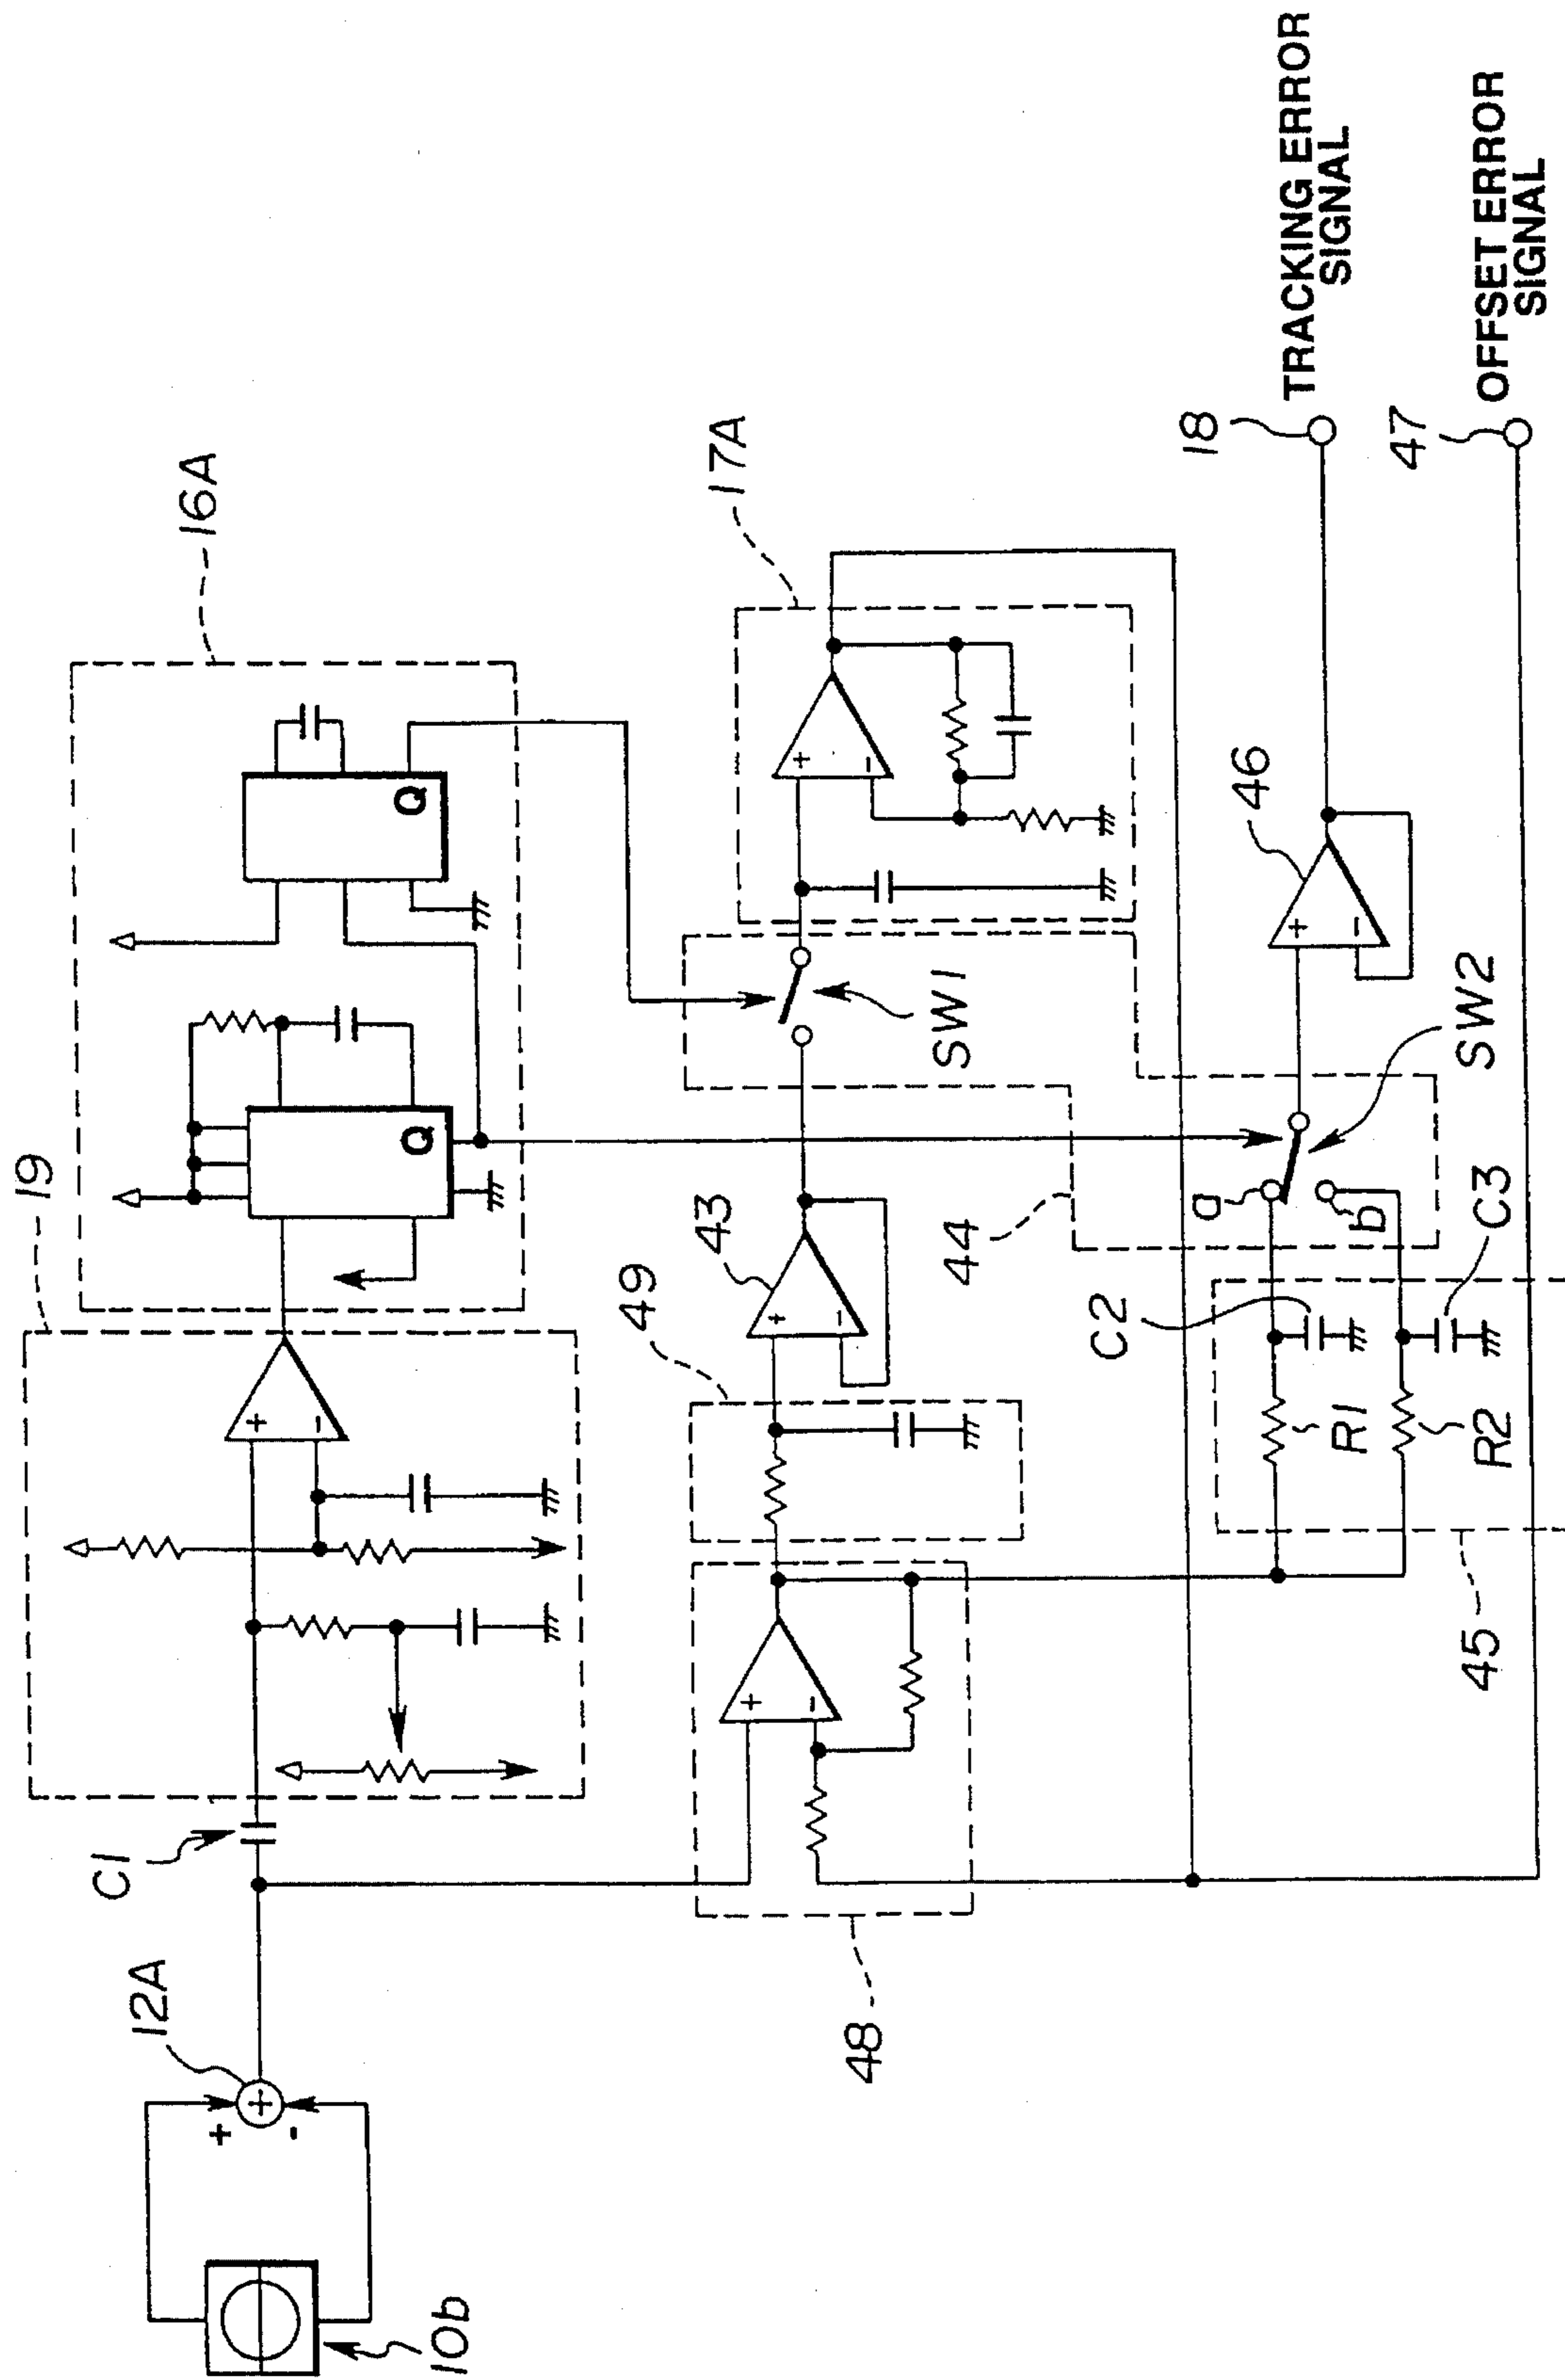 19
16A
C1
12A
+
-
+
10b
+
−
Q
Q
17A
49
43
48
+
−
+
−
+
−
SW1
44
46
+
−
SW2
a
b
C2
C3
R1
R2
45
18
47
TRACKING ERROR
SIGNAL
OFFSET ERROR
SIGNAL